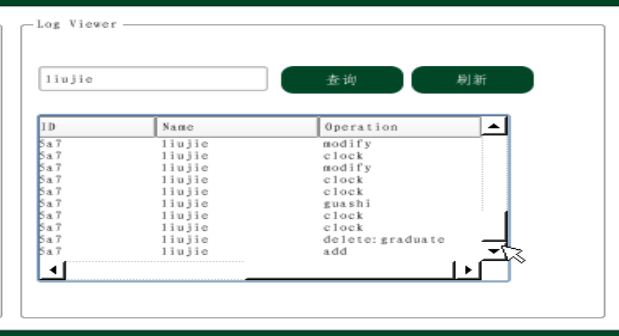 Log Viewer
liujie 查询 刷新
ID Name Operation
5a7 liujie modify
5a7 liujie clock
5a7 liujie modify
5a7 liujie clock
5a7 liujie clock
5a7 liujie guashi
5a7 liujie clock
5a7 liujie clock
5a7 liujie delete:graduate
5a7 liujie add